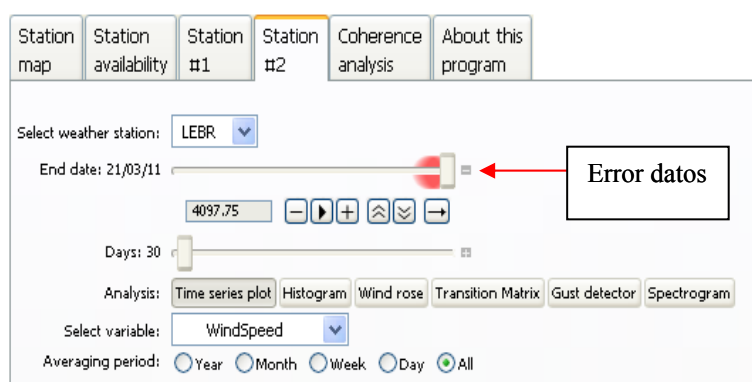 Station map
Station availability
Station #1
Station #2
Coherence analysis
About this program
Select weather station: LEBR
End date: 21/03/11
Error datos
4097.75
Days: 30
Analysis: Time series plot Histogram Wind rose Transition Matrix Gust detector Spectrogram
Select variable: WindSpeed
Averaging period: Year Month Week Day All